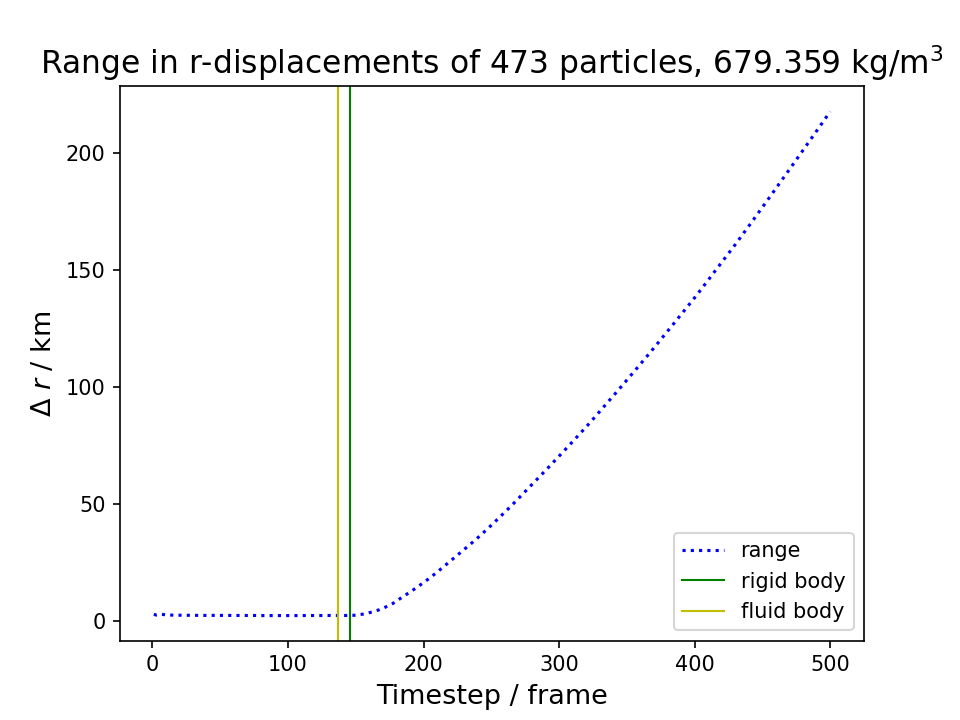 Range in r-displacements of 473 particles, 679.359 kg/m³
200
150
100
50
0
Δ r / km
range
rigid body
fluid body
0 100 200 300 400 500
Timestep / frame